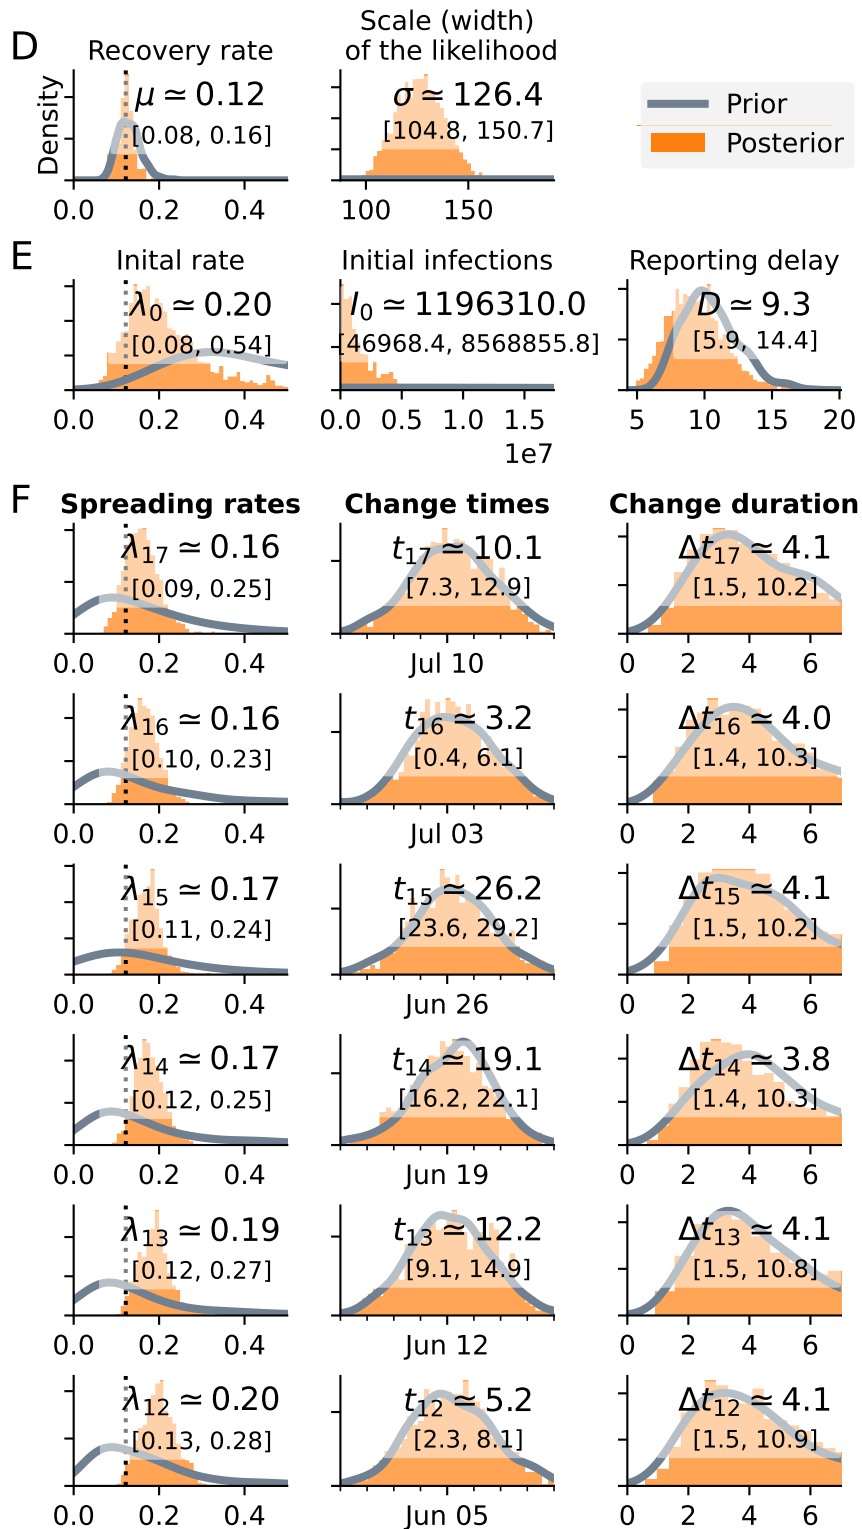 D
Recovery rate
Scale (width)
of the likelihood
Density
μ ≃ 0.12
[0.08, 0.16]
0.0 0.2 0.4
σ ≃ 126.4
[104.8, 150.7]
100 150
Prior
Posterior
E
Inital rate
λ0 ≃ 0.20
[0.08, 0.54]
0.0 0.2 0.4
Initial infections
I0 ≃ 1196310.0
[46968.4, 8568855.8]
0.0 0.5 1.0 1.5
1e7
Reporting delay
D ≃ 9.3
[5.9, 14.4]
5 10 15 20
F
Spreading rates
Change times
Change duration
λ17 ≃ 0.16
[0.09, 0.25]
0.0 0.2 0.4
t17 ≃ 10.1
[7.3, 12.9]
Jul 10
Δt17 ≃ 4.1
[1.5, 10.2]
0 2 4 6
λ16 ≃ 0.16
[0.10, 0.23]
0.0 0.2 0.4
t16 ≃ 3.2
[0.4, 6.1]
Jul 03
Δt16 ≃ 4.0
[1.4, 10.3]
0 2 4 6
λ15 ≃ 0.17
[0.11, 0.24]
0.0 0.2 0.4
t15 ≃ 26.2
[23.6, 29.2]
Jun 26
Δt15 ≃ 4.1
[1.5, 10.2]
0 2 4 6
λ14 ≃ 0.17
[0.12, 0.25]
0.0 0.2 0.4
t14 ≃ 19.1
[16.2, 22.1]
Jun 19
Δt14 ≃ 3.8
[1.4, 10.3]
0 2 4 6
λ13 ≃ 0.19
[0.12, 0.27]
0.0 0.2 0.4
t13 ≃ 12.2
[9.1, 14.9]
Jun 12
Δt13 ≃ 4.1
[1.5, 10.8]
0 2 4 6
λ12 ≃ 0.20
[0.13, 0.28]
0.0 0.2 0.4
t12 ≃ 5.2
[2.3, 8.1]
Jun 05
Δt12 ≃ 4.1
[1.5, 10.9]
0 2 4 6